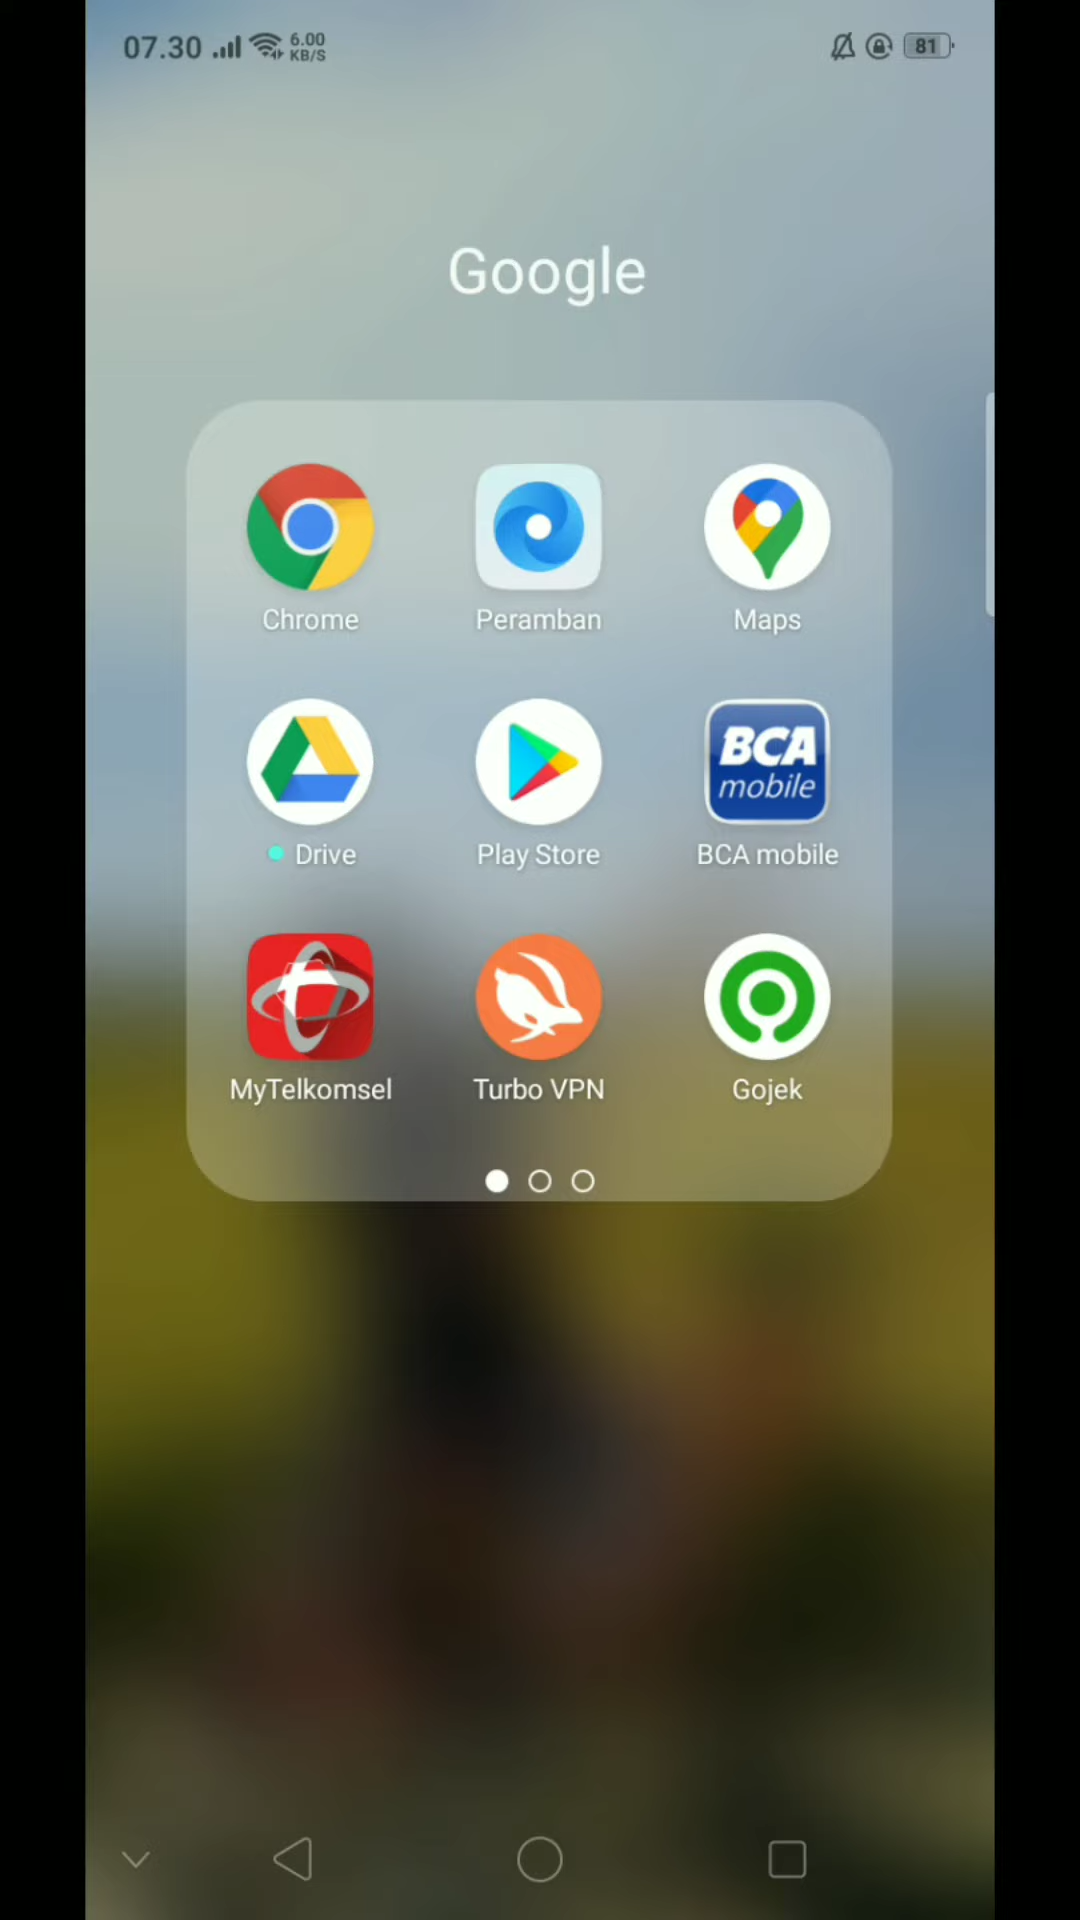 07.30 6.00 KB/S 81
Google
Chrome Peramban Maps
BCA mobile
Drive Play Store BCA mobile
MyTelkomsel Turbo VPN Gojek